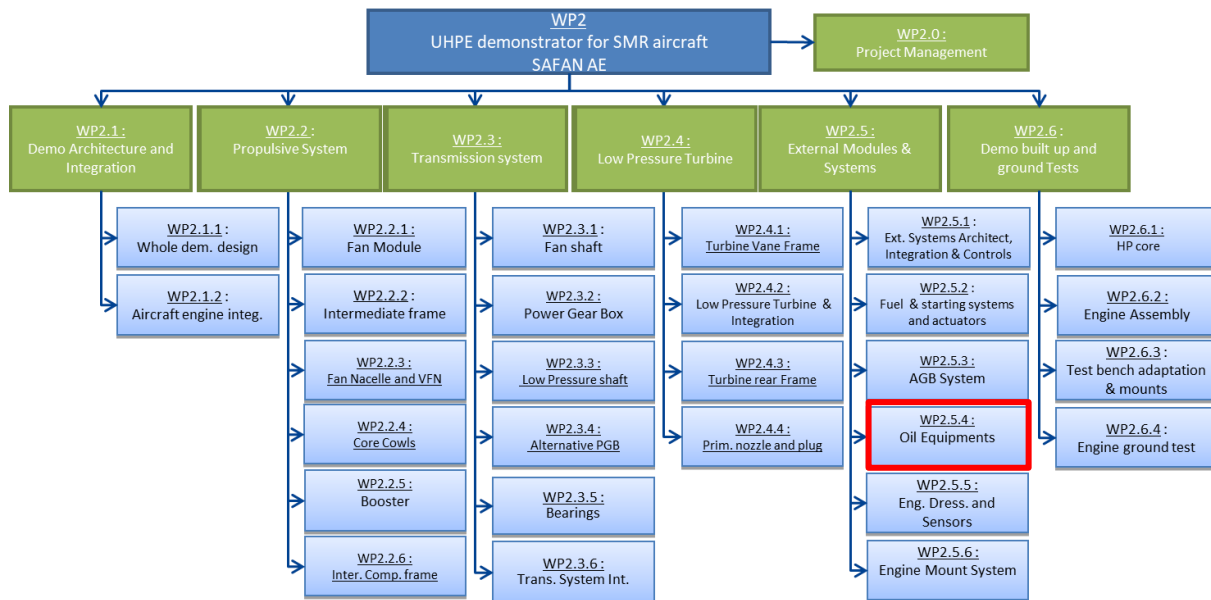 WP2
UHPE demonstrator for SMR aircraft
SAFAN AE
WP2.0 :
Project Management
WP2.1 :
Demo Architecture and
Integration
WP2.2 :
Propulsive System
WP2.3 :
Transmission system
WP2.4 :
Low Pressure Turbine
WP2.5 :
External Modules &
Systems
WP2.6 :
Demo built up and
ground Tests
WP2.1.1 :
Whole dem. design
WP2.1.2 :
Aircraft engine integ.
WP2.2.1 :
Fan Module
WP2.2.2 :
Intermediate frame
WP2.2.3 :
Fan Nacelle and VFN
WP2.2.4 :
Core Cowls
WP2.2.5 :
Booster
WP2.2.6 :
Inter. Comp. frame
WP2.3.1 :
Fan shaft
WP2.3.2 :
Power Gear Box
WP2.3.3 :
Low Pressure shaft
WP2.3.4 :
Alternative PGB
WP2.3.5 :
Bearings
WP2.3.6 :
Trans. System Int.
WP2.4.1 :
Turbine Vane Frame
WP2.4.2 :
Low Pressure Turbine &
Integration
WP2.4.3 :
Turbine rear Frame
WP2.4.4 :
Prim. nozzle and plug
WP2.5.1 :
Ext. Systems Architect,
Integration & Controls
WP2.5.2 :
Fuel & starting systems
and actuators
WP2.5.3 :
AGB System
WP2.5.4 :
Oil Equipments
WP2.5.5 :
Eng. Dress. and
Sensors
WP2.5.6 :
Engine Mount System
WP2.6.1 :
HP core
WP2.6.2 :
Engine Assembly
WP2.6.3 :
Test bench adaptation
& mounts
WP2.6.4 :
Engine ground test